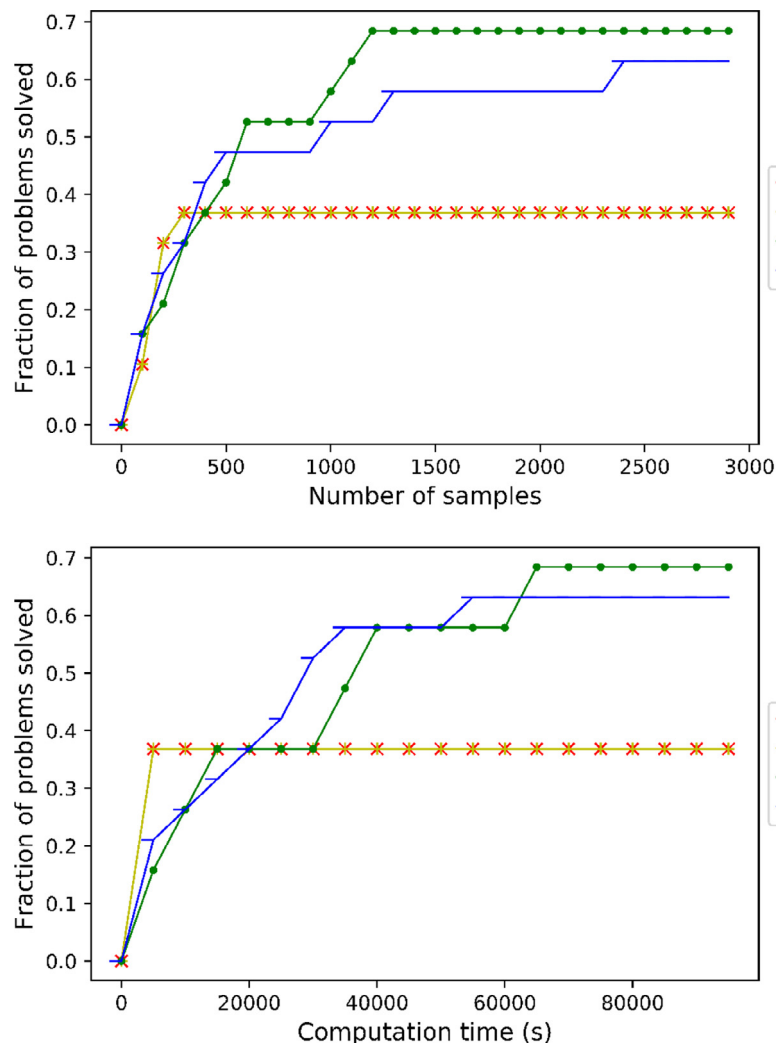 0.7
0.6
0.5
0.4
0.3
0.2
0.1
0.0
Fraction of problems solved
0 500 1000 1500 2000 2500 3000
Number of samples
0.7
0.6
0.5
0.4
0.3
0.2
0.1
0.0
Fraction of problems solved
0 20000 40000 60000 80000
Computation time (s)